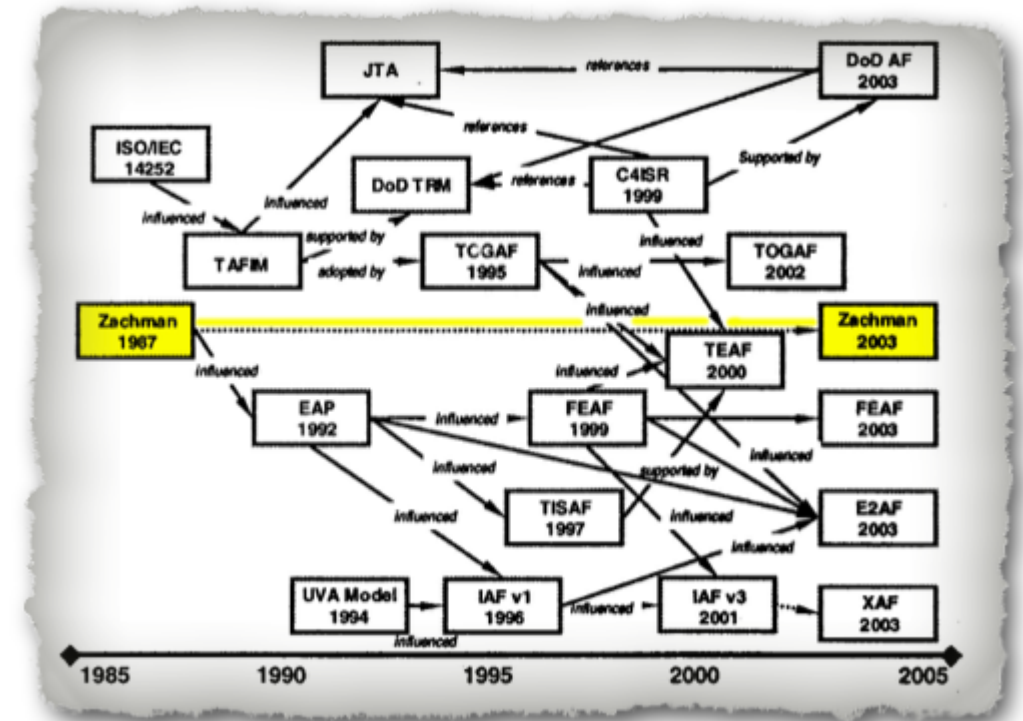 JTA
references
DoD AF
2003
references
ISO/IEC
14252
Supported by
DoD TRM
references
C4ISR
1999
influenced
influenced
supported by
influenced
TAFIM
adopted by
TOGAF
1995
influenced
TOGAF
2002
influenced
Zachman
1987
Zachman
2003
TEAF
2000
influenced
influenced
EAP
1992
influenced
FEAF
1999
FEAF
2003
influenced
influenced
supported by
TISAF
1997
E2AF
2003
influenced
influenced
influenced
UVA Model
1994
IAF v1
1996
influenced
IAF v3
2001
XAF
2003
influenced
1985
1990
1995
2000
2005